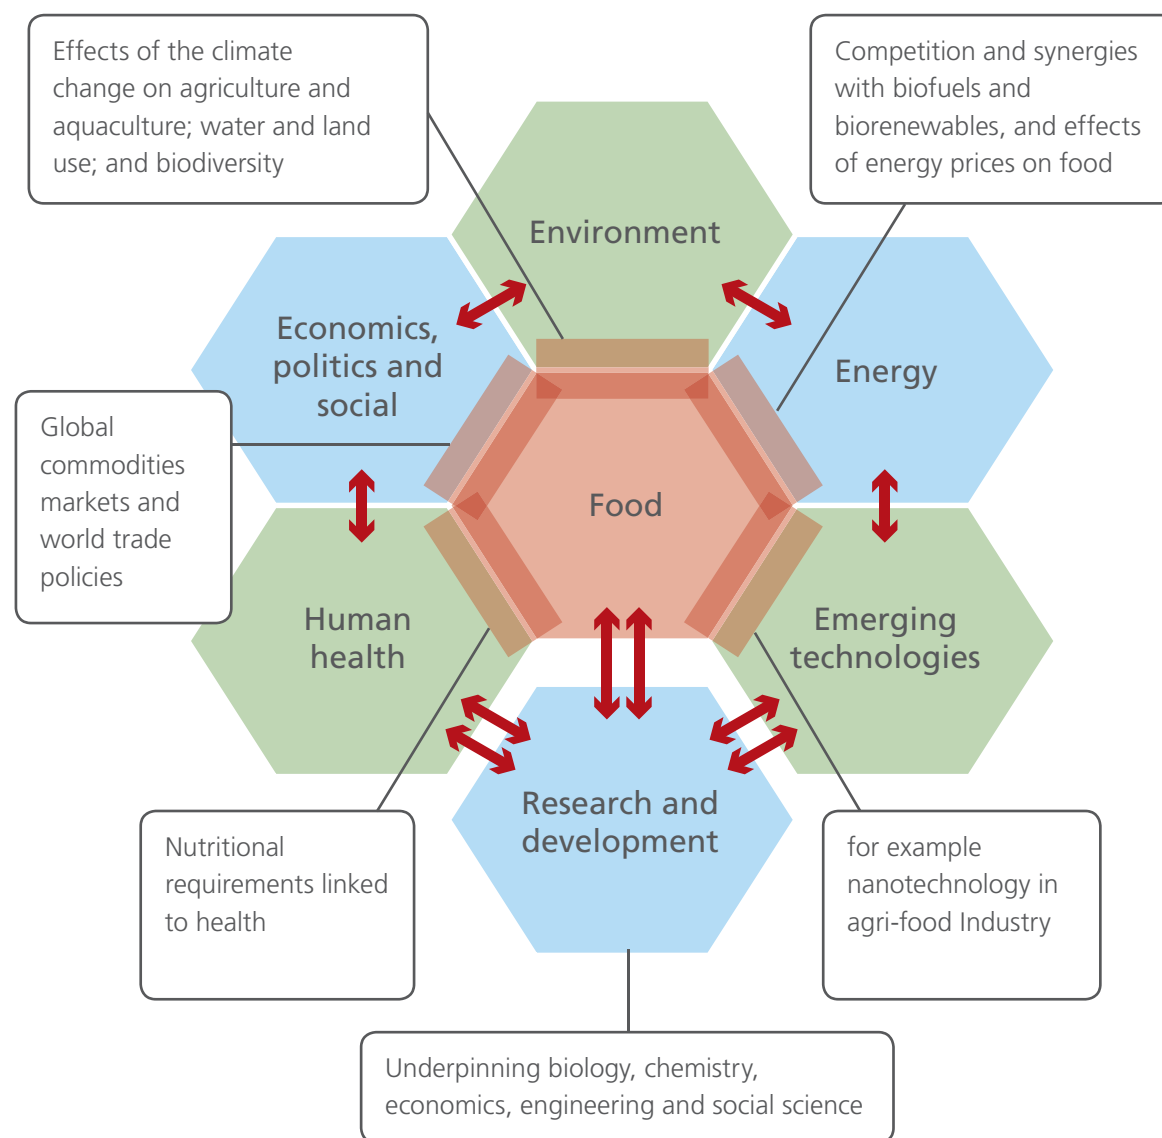 Effects of the climate
change on agriculture and
aquaculture; water and land
use; and biodiversity
Competition and synergies
with biofuels and
biorenewables, and effects
of energy prices on food
Environment
Economics,
politics and
social
Energy
Global
commodities
markets and
world trade
policies
Food
Human
health
Emerging
technologies
Research and
development
Nutritional
requirements linked
to health
for example
nanotechnology in
agri-food Industry
Underpinning biology, chemistry,
economics, engineering and social science